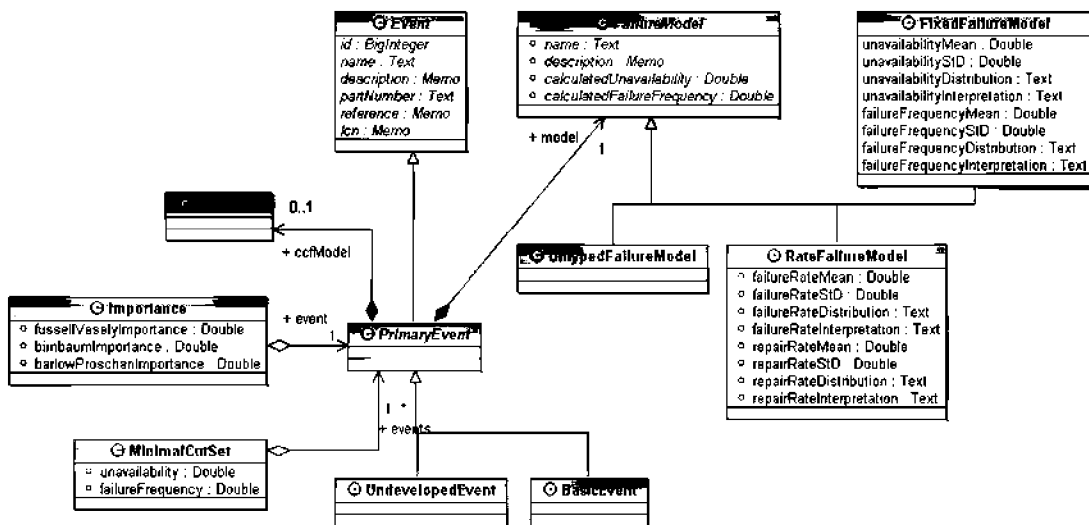 Event
id : BigInteger
name : Text
description : Memo
partNumber : Text
reference : Memo
lcn : Memo
FailureModel
name : Text
description : Memo
calculatedUnavailability : Double
calculatedFailureFrequency : Double
FixedFailureModel
unavailabilityMean : Double
unavailabilityStD : Double
unavailabilityDistribution : Text
unavailabilityInterpretation : Text
failureFrequencyMean : Double
failureFrequencyStD : Double
failureFrequencyDistribution : Text
failureFrequencyInterpretation : Text
+ model
1
0..1
+ ccfModel
UntypedFailureModel
RateFailureModel
failureRateMean : Double
failureRateStD : Double
failureRateDistribution : Text
failureRateInterpretation : Text
repairRateMean : Double
repairRateStD : Double
repairRateDistribution : Text
repairRateInterpretation : Text
Importance
fussellVaselyImportance : Double
birnbaumImportance : Double
barlowProschanImportance : Double
+ event
1
PrimaryEvent
1..*
+ events
MinimalCutSet
unavailability : Double
failureFrequency : Double
UndevelopedEvent
BasicEvent